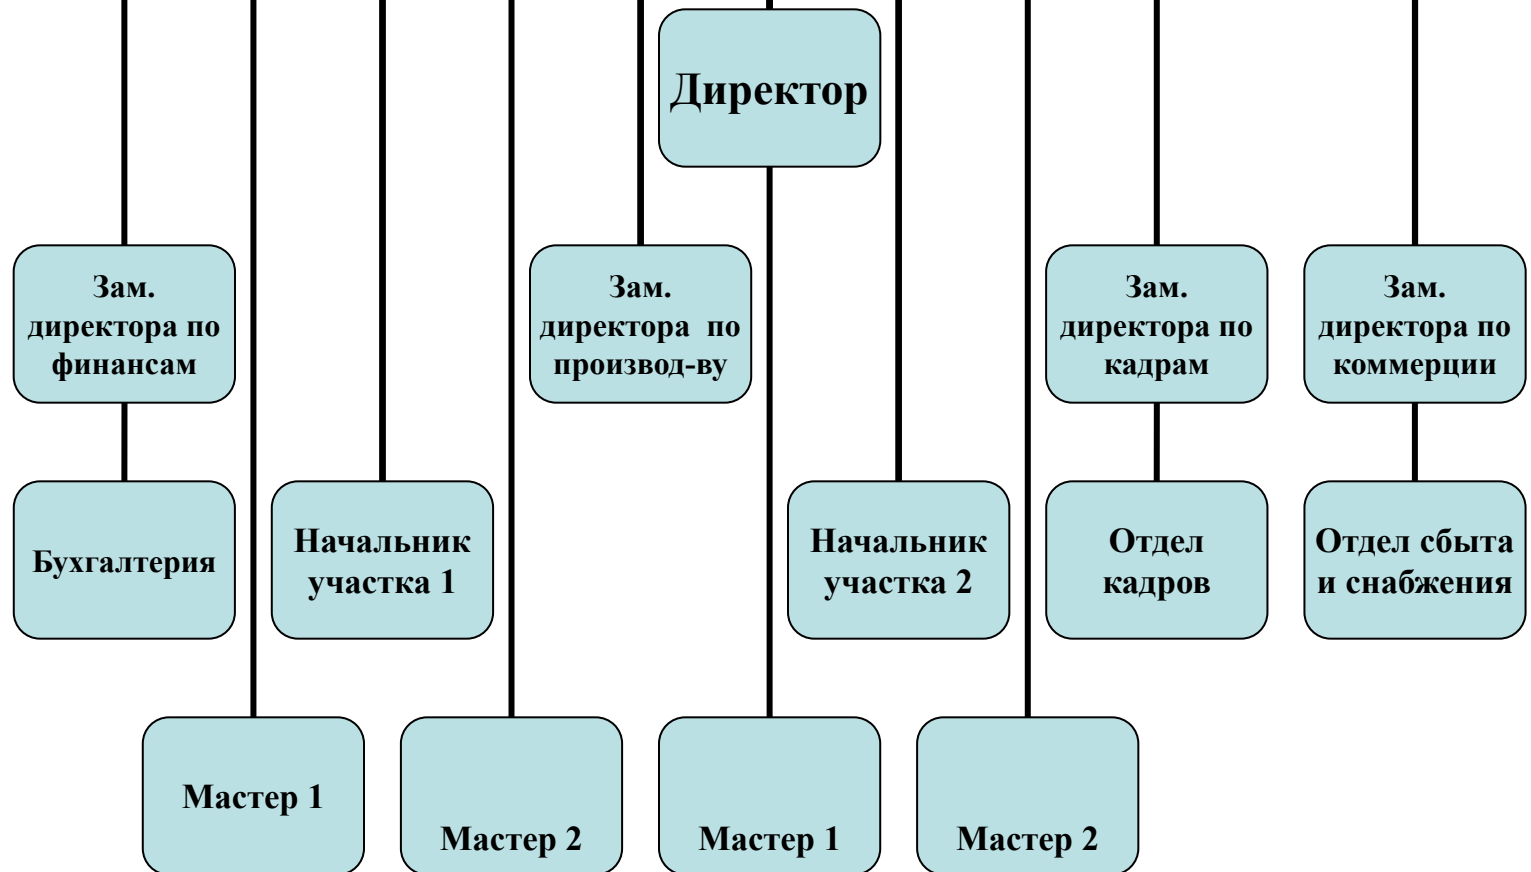 Директор
Зам.
директора по
финансам
Зам.
директора по
произвoд-ву
Зам.
директора по
кадрам
Зам.
директора по
коммерции
Бухгалтерия
Начальник
участка 1
Начальник
участка 2
Отдел
кадров
Отдел сбыта
и снабжения
Мастер 1
Мастер 2
Мастер 1
Мастер 2